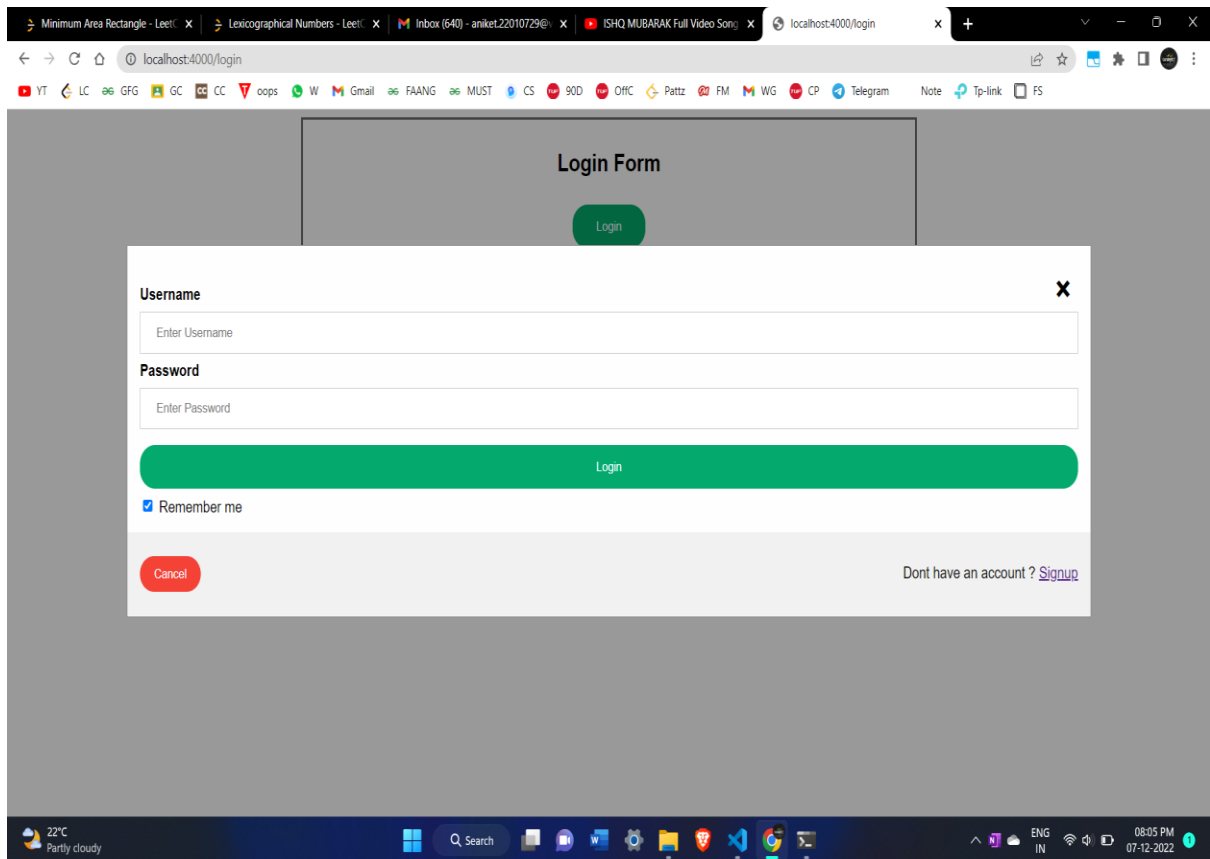 Minimum Area Rectangle - LeetC
Lexicographical Numbers - LeetC
Inbox (640) - aniket.22010729@v
ISHQ MUBARAK Full Video Song
localhost:4000/login
localhost:4000/login
YT LC GFG GC CC oops W Gmail FAANG MUST CS 90D OffC Pattz FM WG CP Telegram Note Tp-link FS
Login Form
Login
Username
Enter Username
Password
Enter Password
Login
Remember me
Cancel
Dont have an account ? Signup
22°C
Partly cloudy
Search
ENG
IN
08:05 PM
07-12-2022
1